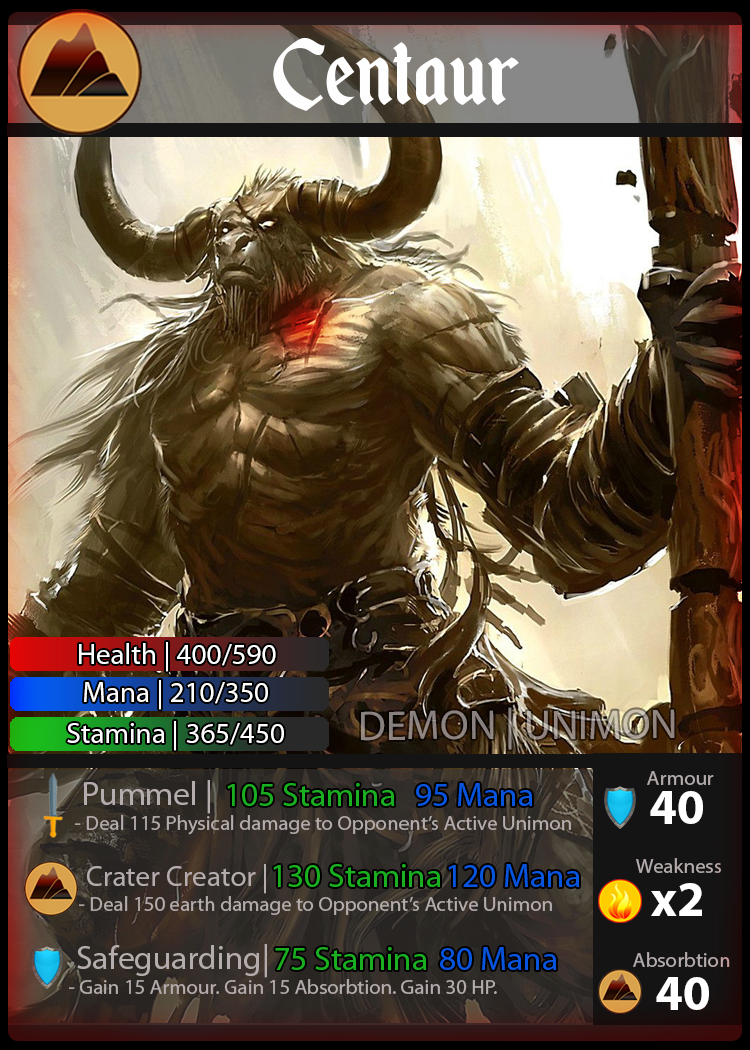 Centaur
Health | 400/590
Mana | 210/350
Stamina | 365/450
DEMON | UNIMON
Pummel | 105 Stamina 95 Mana
- Deal 115 Physical damage to Opponent's Active Unimon
Crater Creator | 130 Stamina 120 Mana
- Deal 150 earth damage to Opponent's Active Unimon
Safeguarding | 75 Stamina 80 Mana
- Gain 15 Armour. Gain 15 Absorbtion. Gain 30 HP.
Armour
40
Weakness
x2
Absorbtion
40